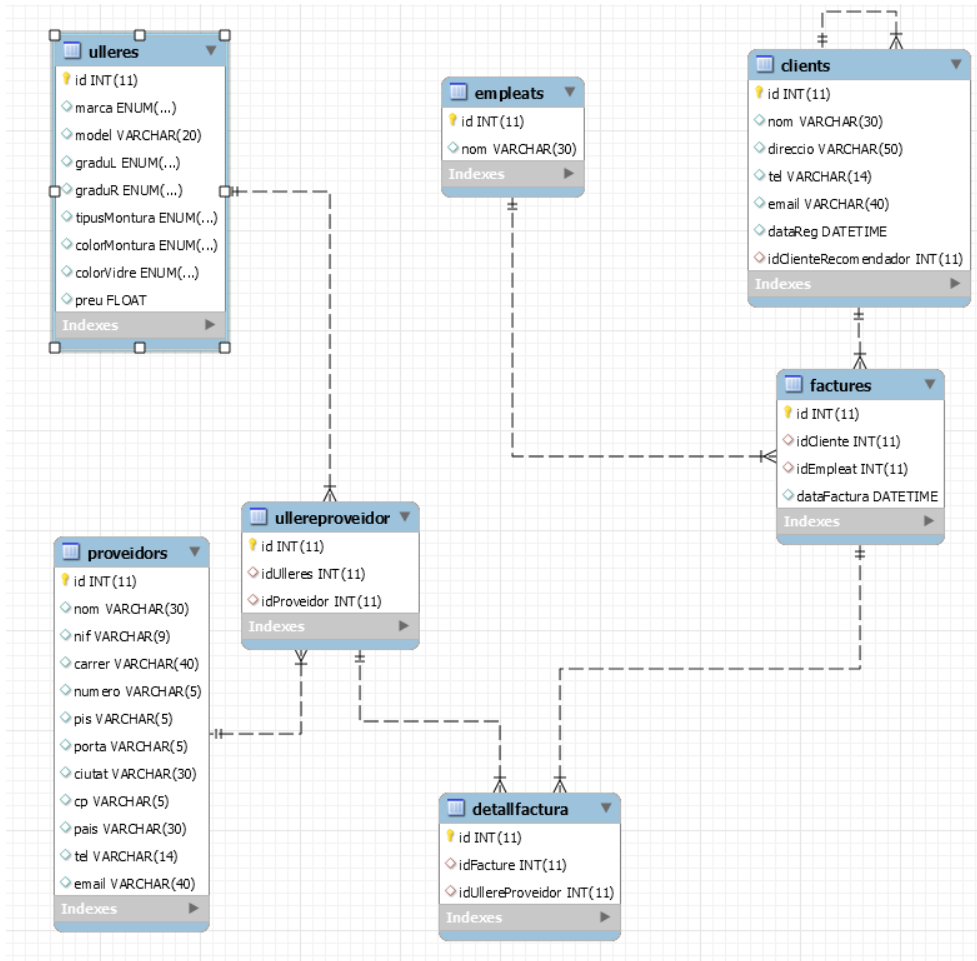 ulleres
id INT(11)
marca ENUM(...)
model VARCHAR(20)
graduL ENUM(...)
graduR ENUM(...)
tipusMontura ENUM(...)
colorMontura ENUM(...)
colorVidre ENUM(...)
preu FLOAT
Indexes
empleats
id INT(11)
nom VARCHAR(30)
Indexes
clients
id INT(11)
nom VARCHAR(30)
direccio VARCHAR(50)
tel VARCHAR(14)
email VARCHAR(40)
dataReg DATETIME
idClienteRecomendador INT(11)
Indexes
factures
id INT(11)
idCliente INT(11)
idEmpleat INT(11)
dataFactura DATETIME
Indexes
ullereproveidor
id INT(11)
idUlleres INT(11)
idProveidor INT(11)
Indexes
proveidors
id INT(11)
nom VARCHAR(30)
nif VARCHAR(9)
carrer VARCHAR(40)
numero VARCHAR(5)
pis VARCHAR(5)
porta VARCHAR(5)
ciutat VARCHAR(30)
cp VARCHAR(5)
pais VARCHAR(30)
tel VARCHAR(14)
email VARCHAR(40)
Indexes
detallfactura
id INT(11)
idFacture INT(11)
idUllereProveidor INT(11)
Indexes